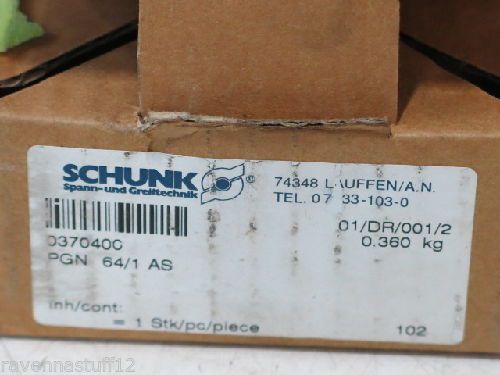 SCHUNK ®
Spann- und Greiftechnik
74348 LAUFFEN/A.N.
TEL. 07 33-103-0
0370400
01/DR/001/2
PGN 64/1 AS
0.360 kg
Inh/cont:
= 1 Stk/pc/piece
102
- ravennastuff12